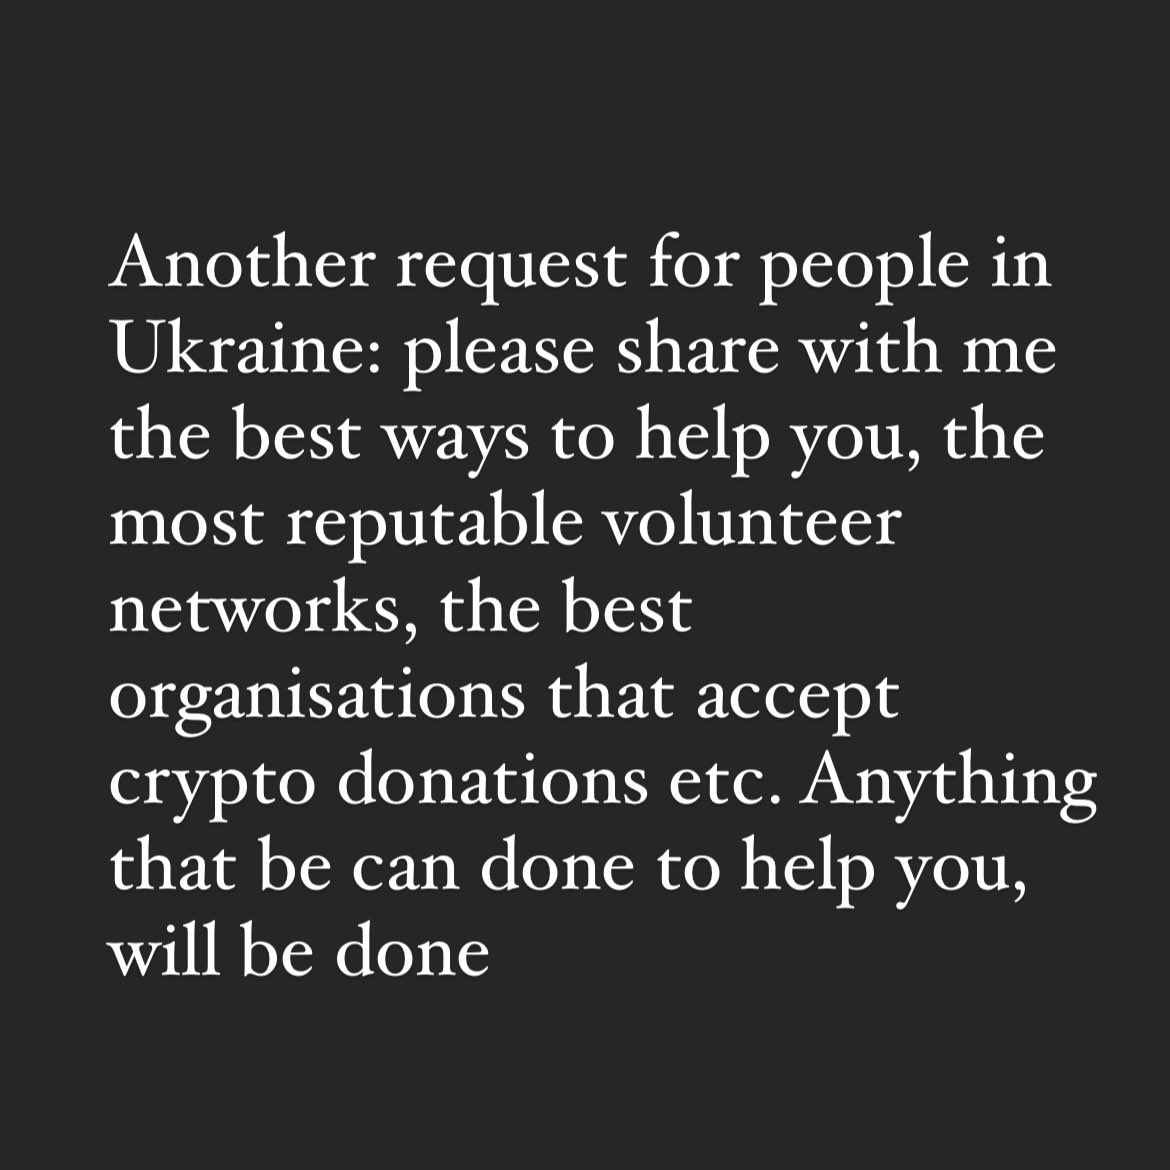 Another request for people in
Ukraine: please share with me
the best ways to help you, the
most reputable volunteer
networks, the best
organisations that accept
crypto donations etc. Anything
that be can done to help you,
will be done